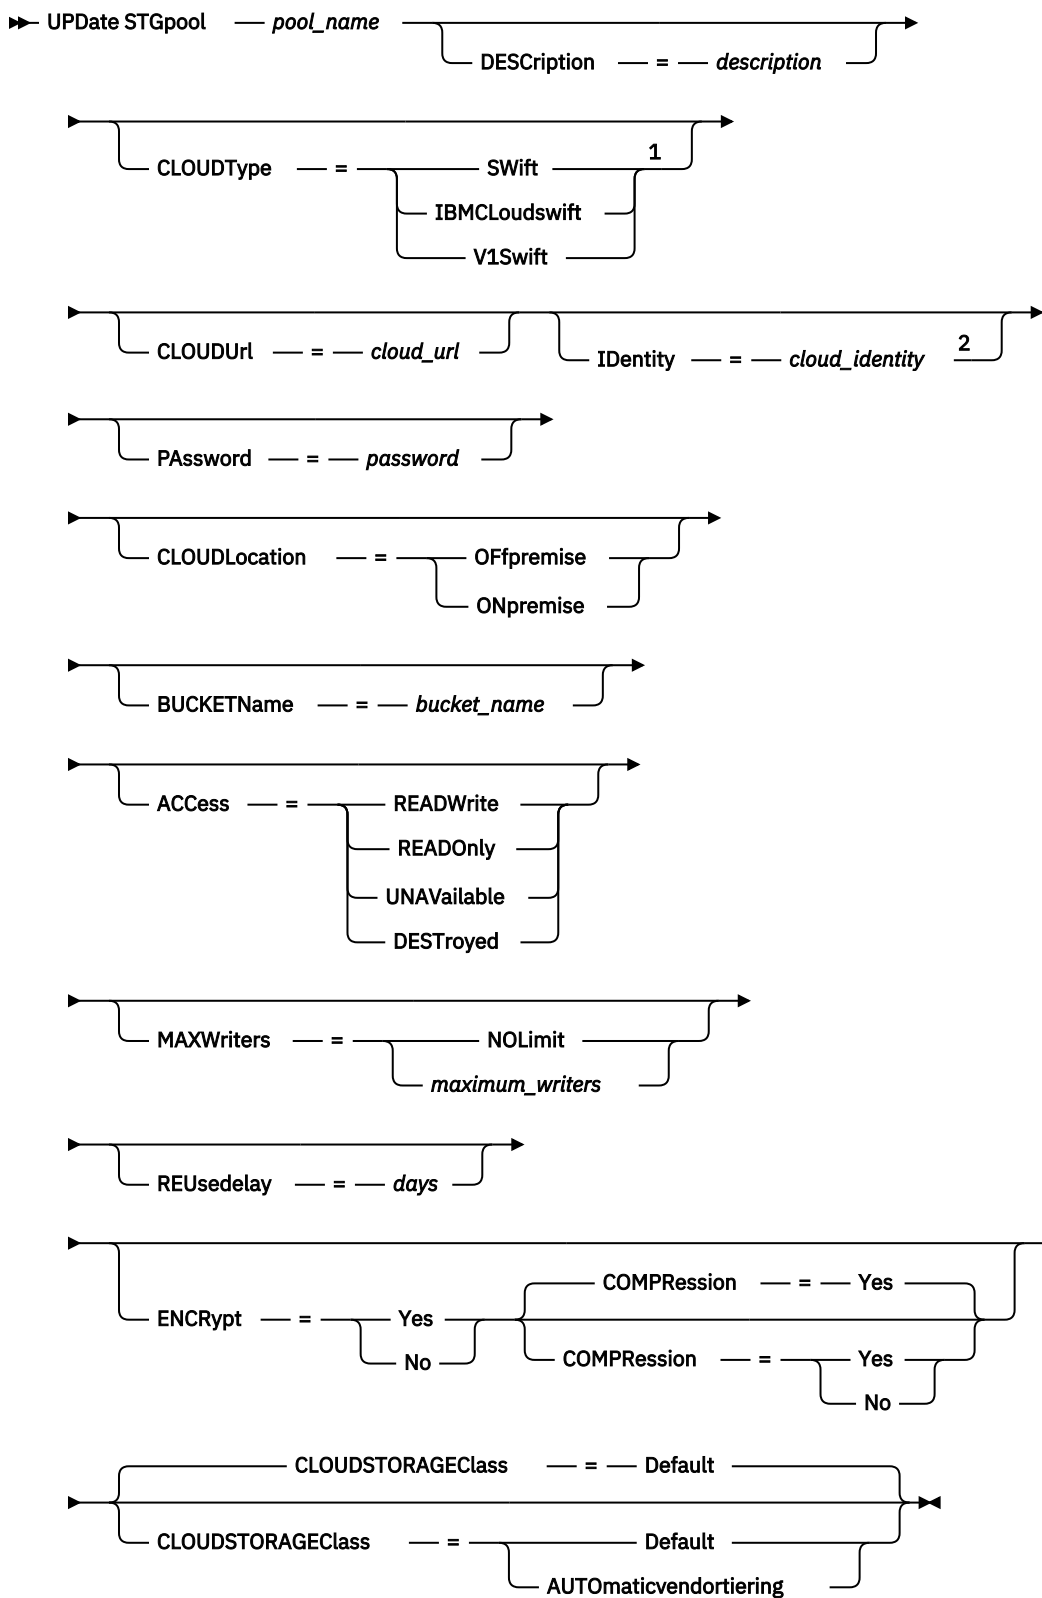 UPDate STGpool — pool_name
DESCription — = — description
CLOUDType — = — SWift 1
IBMCLoudswift
V1Swift
CLOUDUrl — = — cloud_url IDentity — = — cloud_identity 2
PAssword — = — password
CLOUDLocation — = — OFfpremise
ONpremise
BUCKETName — = — bucket_name
ACCess — = — READWrite
READOnly
UNAVailable
DESTroyed
MAXWriters — = — NOLimit
maximum_writers
REUsedelay — = — days
COMPRession — = — Yes
ENCRypt — = — Yes
No COMPRession — = — Yes
No
CLOUDSTORAGEClass — = — Default
CLOUDSTORAGEClass — = — Default
AUTOmaticvendortiering